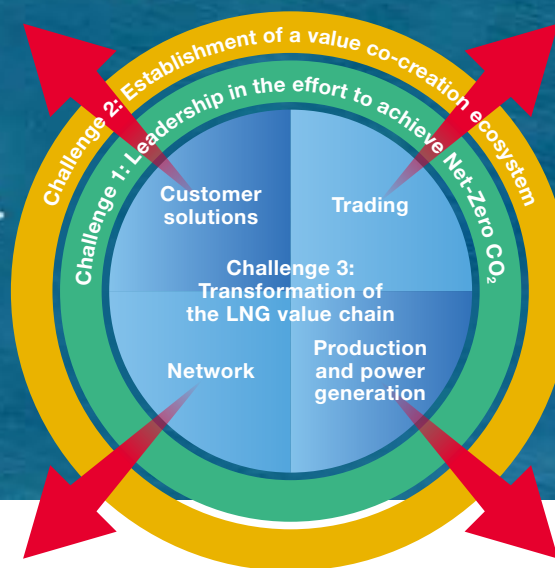 Challenge 2: Establishment of a value co-creation ecosystem
Challenge 1: Leadership in the effort to achieve Net-Zero CO₂
Customer
solutions
Trading
Challenge 3:
Transformation of
the LNG value chain
Network
Production
and power
generation